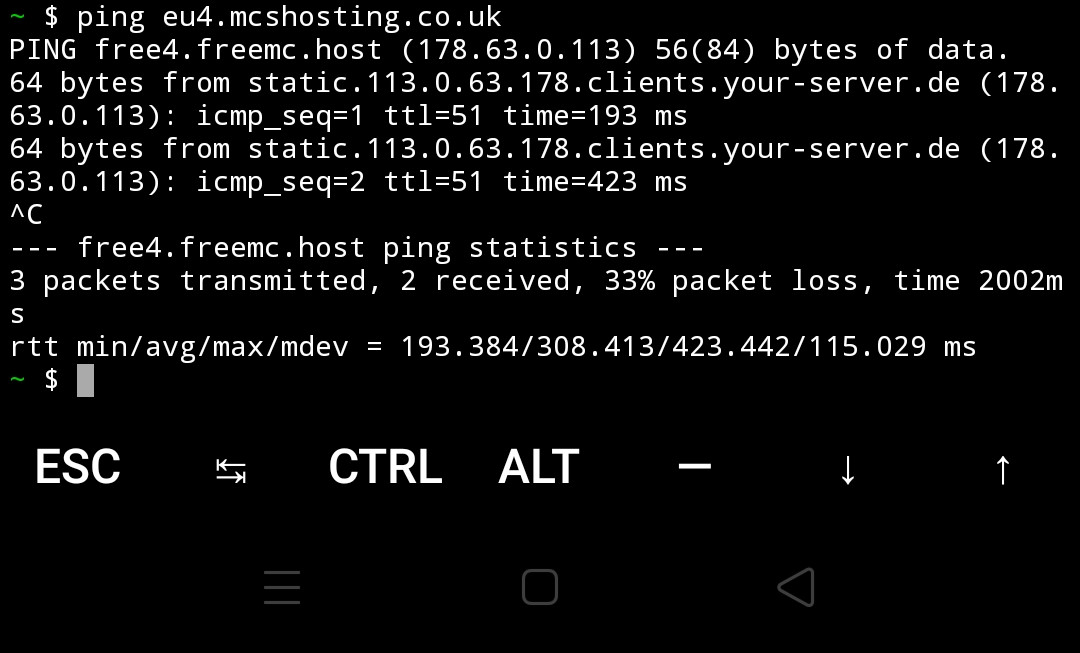 ~ $ ping eu4.mcshosting.co.uk
PING free4.freemc.host (178.63.0.113) 56(84) bytes of data.
64 bytes from static.113.0.63.178.clients.your-server.de (178.
63.0.113): icmp_seq=1 ttl=51 time=193 ms
64 bytes from static.113.0.63.178.clients.your-server.de (178.
63.0.113): icmp_seq=2 ttl=51 time=423 ms
^C
--- free4.freemc.host ping statistics ---
3 packets transmitted, 2 received, 33% packet loss, time 2002m
s
rtt min/avg/max/mdev = 193.384/308.413/423.442/115.029 ms
~ $
ESC ↹ CTRL ALT — ↓ ↑